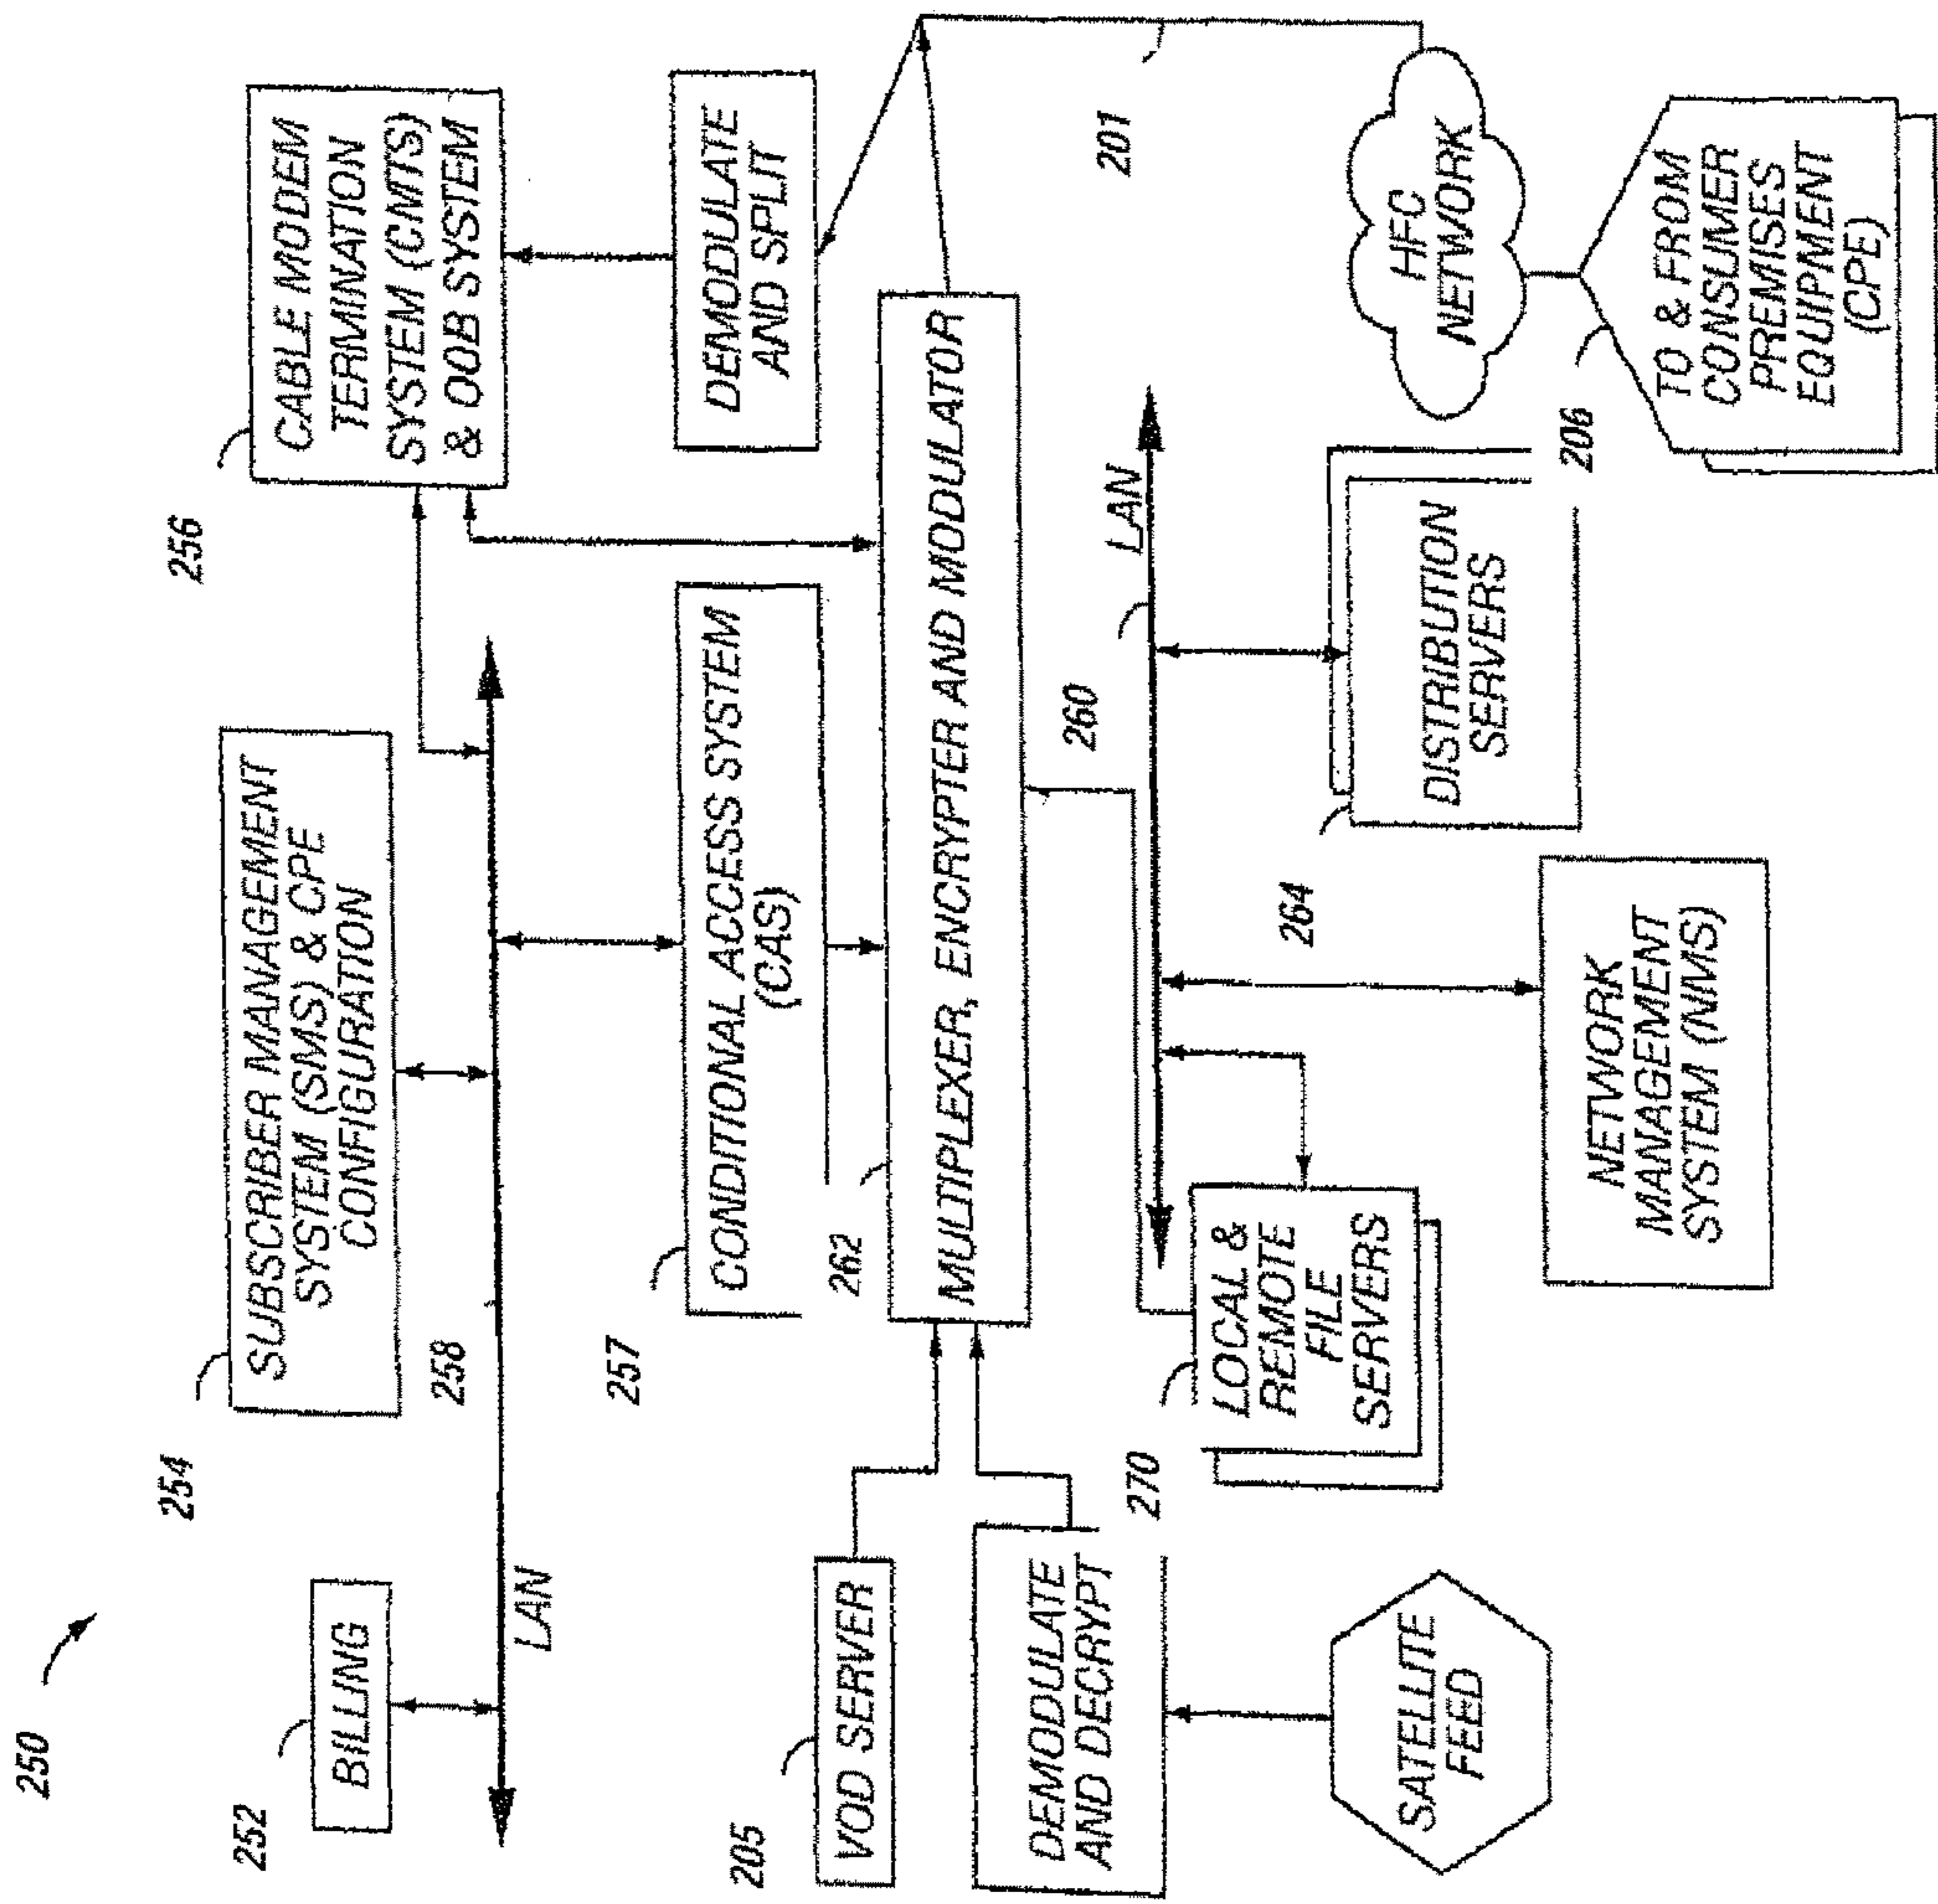 250
252
BILLING
254
SUBSCRIBER MANAGEMENT
SYSTEM (SMS) & CPE
CONFIGURATION
256
CABLE MODEM
TERMINATION
SYSTEM (CMTS)
& OOB SYSTEM
258
LAN
257
CONDITIONAL ACCESS SYSTEM
(CAS)
DEMODULATE
AND SPLIT
205
VOD SERVER
262
MULTIPLEXER, ENCRYPTER AND MODULATOR
DEMODULATE
AND DECRYPT
260
LAN
201
270
LOCAL &
REMOTE
FILE
SERVERS
264
DISTRIBUTION
SERVERS
HFC
NETWORK
SATELLITE
FEED
NETWORK
MANAGEMENT
SYSTEM (NMS)
206
TO & FROM
CONSUMER
PREMISES
EQUIPMENT
(CPE)